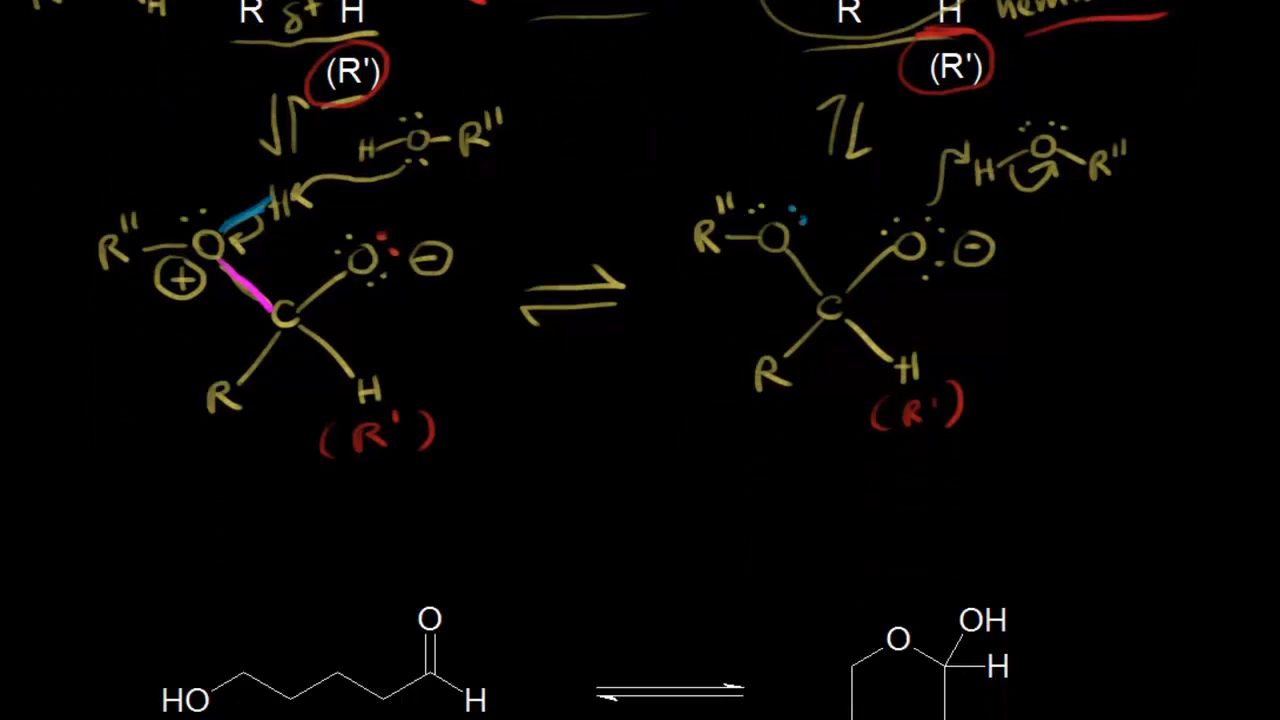 R δ+ H R H
(R') (R')
H O R''
H O R''
R'' O H O
R'' O O
+ − −
C C
R H R H
(R') (R')
O O OH
HO H H